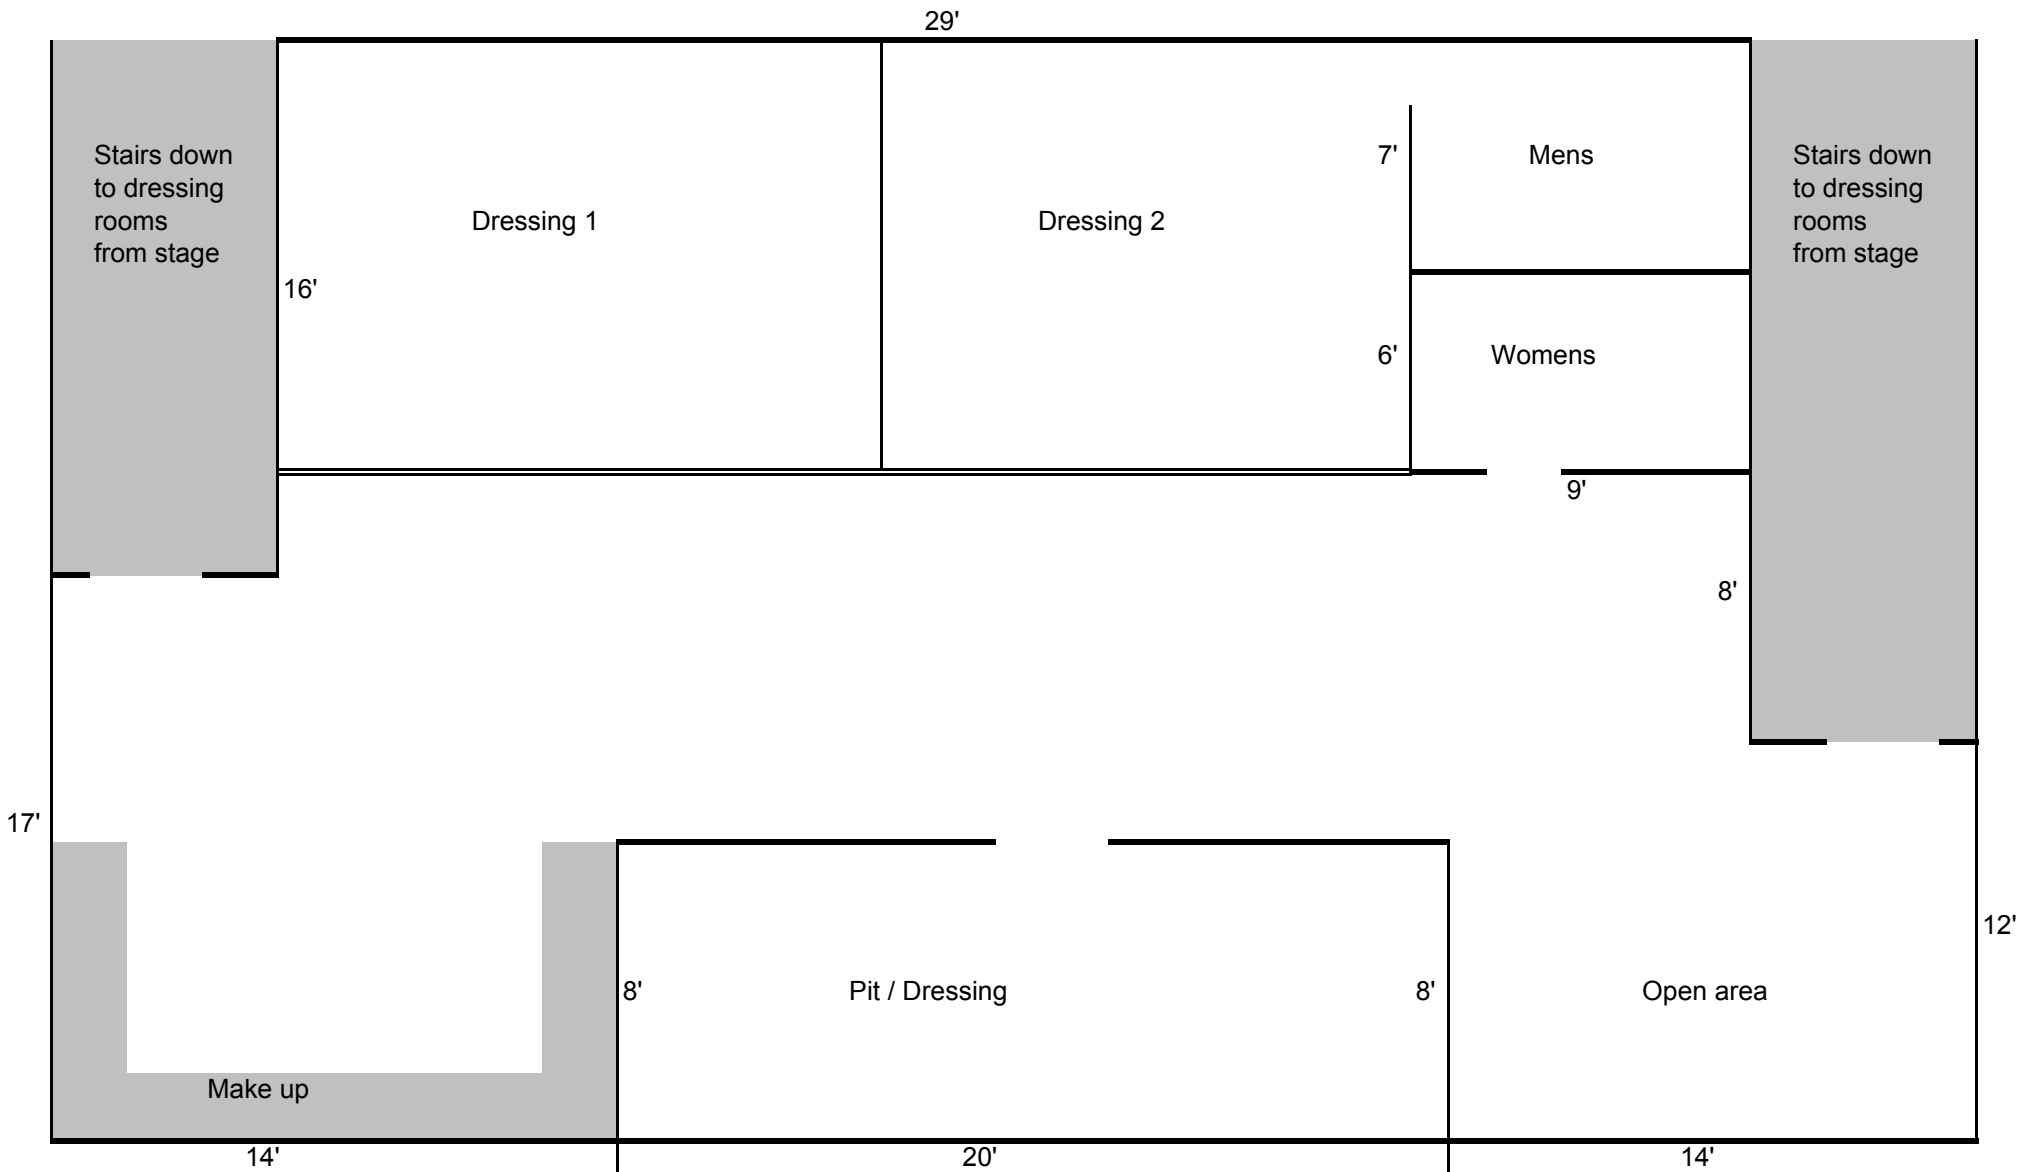 29'
Stairs down
to dressing
rooms
from stage
Dressing 1
Dressing 2
7'
Mens
Stairs down
to dressing
rooms
from stage
16'
6'
Womens
9'
8'
17'
12'
8'
Pit / Dressing
8'
Open area
Make up
14'
20'
14'